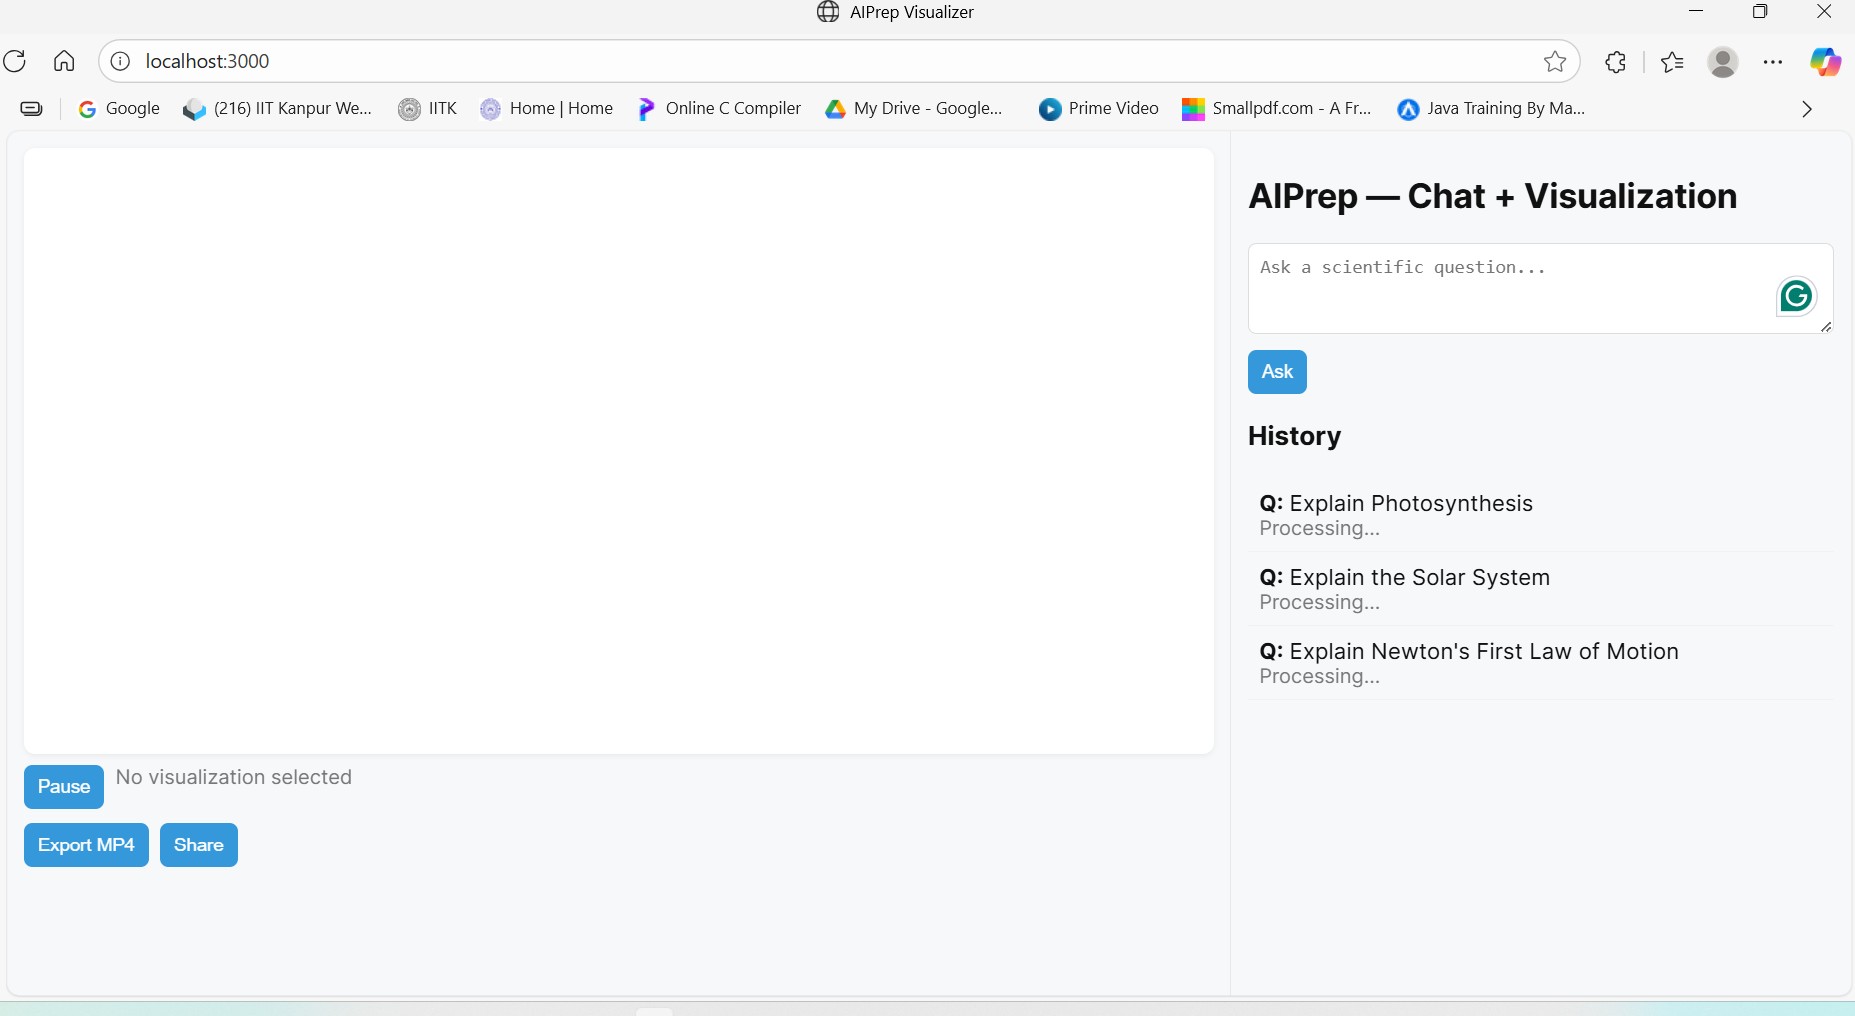 AIPrep Visualizer
localhost:3000
Google
(216) IIT Kanpur We...
IITK
Home | Home
Online C Compiler
My Drive - Google...
Prime Video
Smallpdf.com - A Fr...
Java Training By Ma...
AIPrep — Chat + Visualization
Ask a scientific question...
Ask
History
Q: Explain Photosynthesis
Processing...
Q: Explain the Solar System
Processing...
Q: Explain Newton's First Law of Motion
Processing...
Pause
No visualization selected
Export MP4
Share